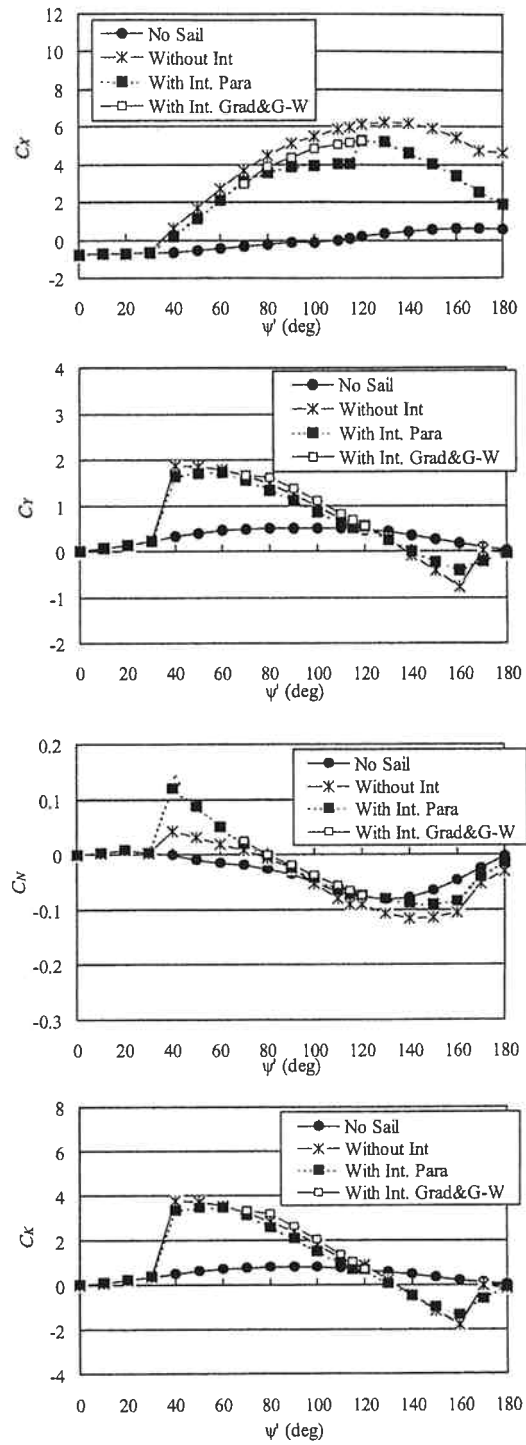 12
10
8
6
4
2
0
-2
C_X
No Sail
Without Int
With Int. Para
With Int. Grad&G-W
0 20 40 60 80 100 120 140 160 180
ψ' (deg)
4
3
2
1
0
-1
-2
C_Y
No Sail
Without Int
With Int. Para
With Int. Grad&G-W
0 20 40 60 80 100 120 140 160 180
ψ' (deg)
0.2
0.1
0
-0.1
-0.2
-0.3
C_N
No Sail
Without Int
With Int. Para
With Int. Grad&G-W
0 20 40 60 80 100 120 140 160 180
ψ' (deg)
8
6
4
2
0
-2
-4
C_K
No Sail
Without Int
With Int. Para
With Int. Grad&G-W
0 20 40 60 80 100 120 140 160 180
ψ' (deg)